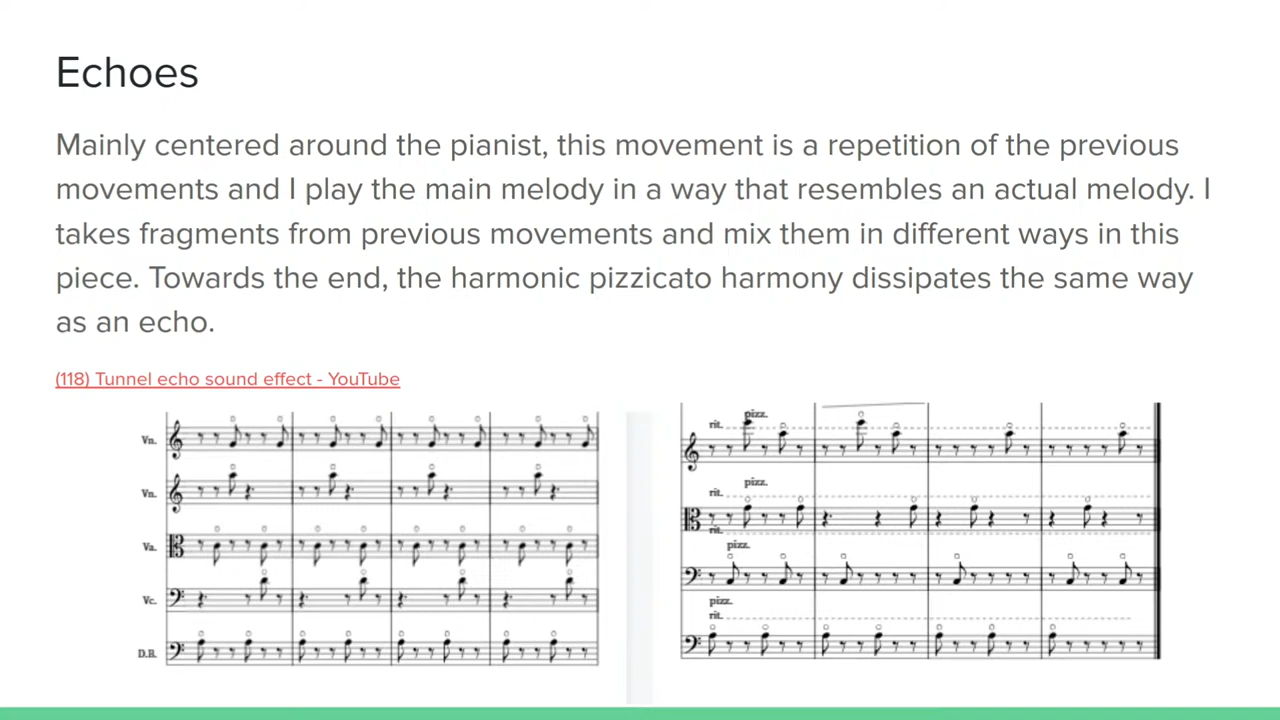 Echoes
Mainly centered around the pianist, this movement is a repetition of the previous
movements and I play the main melody in a way that resembles an actual melody. I
takes fragments from previous movements and mix them in different ways in this
piece. Towards the end, the harmonic pizzicato harmony dissipates the same way
as an echo.
(118) Tunnel echo sound effect - YouTube
Vn.
Vn.
Va.
Vc.
D.B.
pizz.
rit.
pizz.
rit.
rit.
pizz.
pizz.
rit.